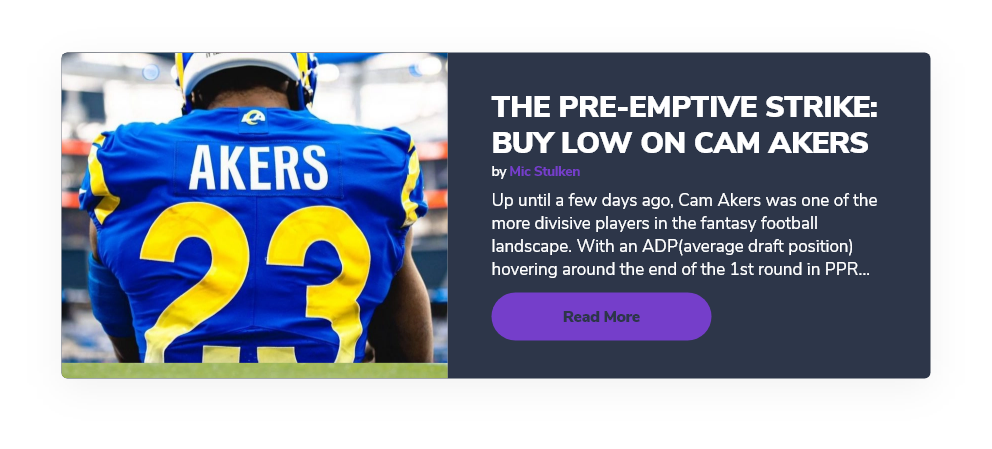 AKERS
23
THE PRE-EMPTIVE STRIKE:
BUY LOW ON CAM AKERS
by Mic Stulken
Up until a few days ago, Cam Akers was one of the
more divisive players in the fantasy football
landscape. With an ADP(average draft position)
hovering around the end of the 1st round in PPR...
Read More